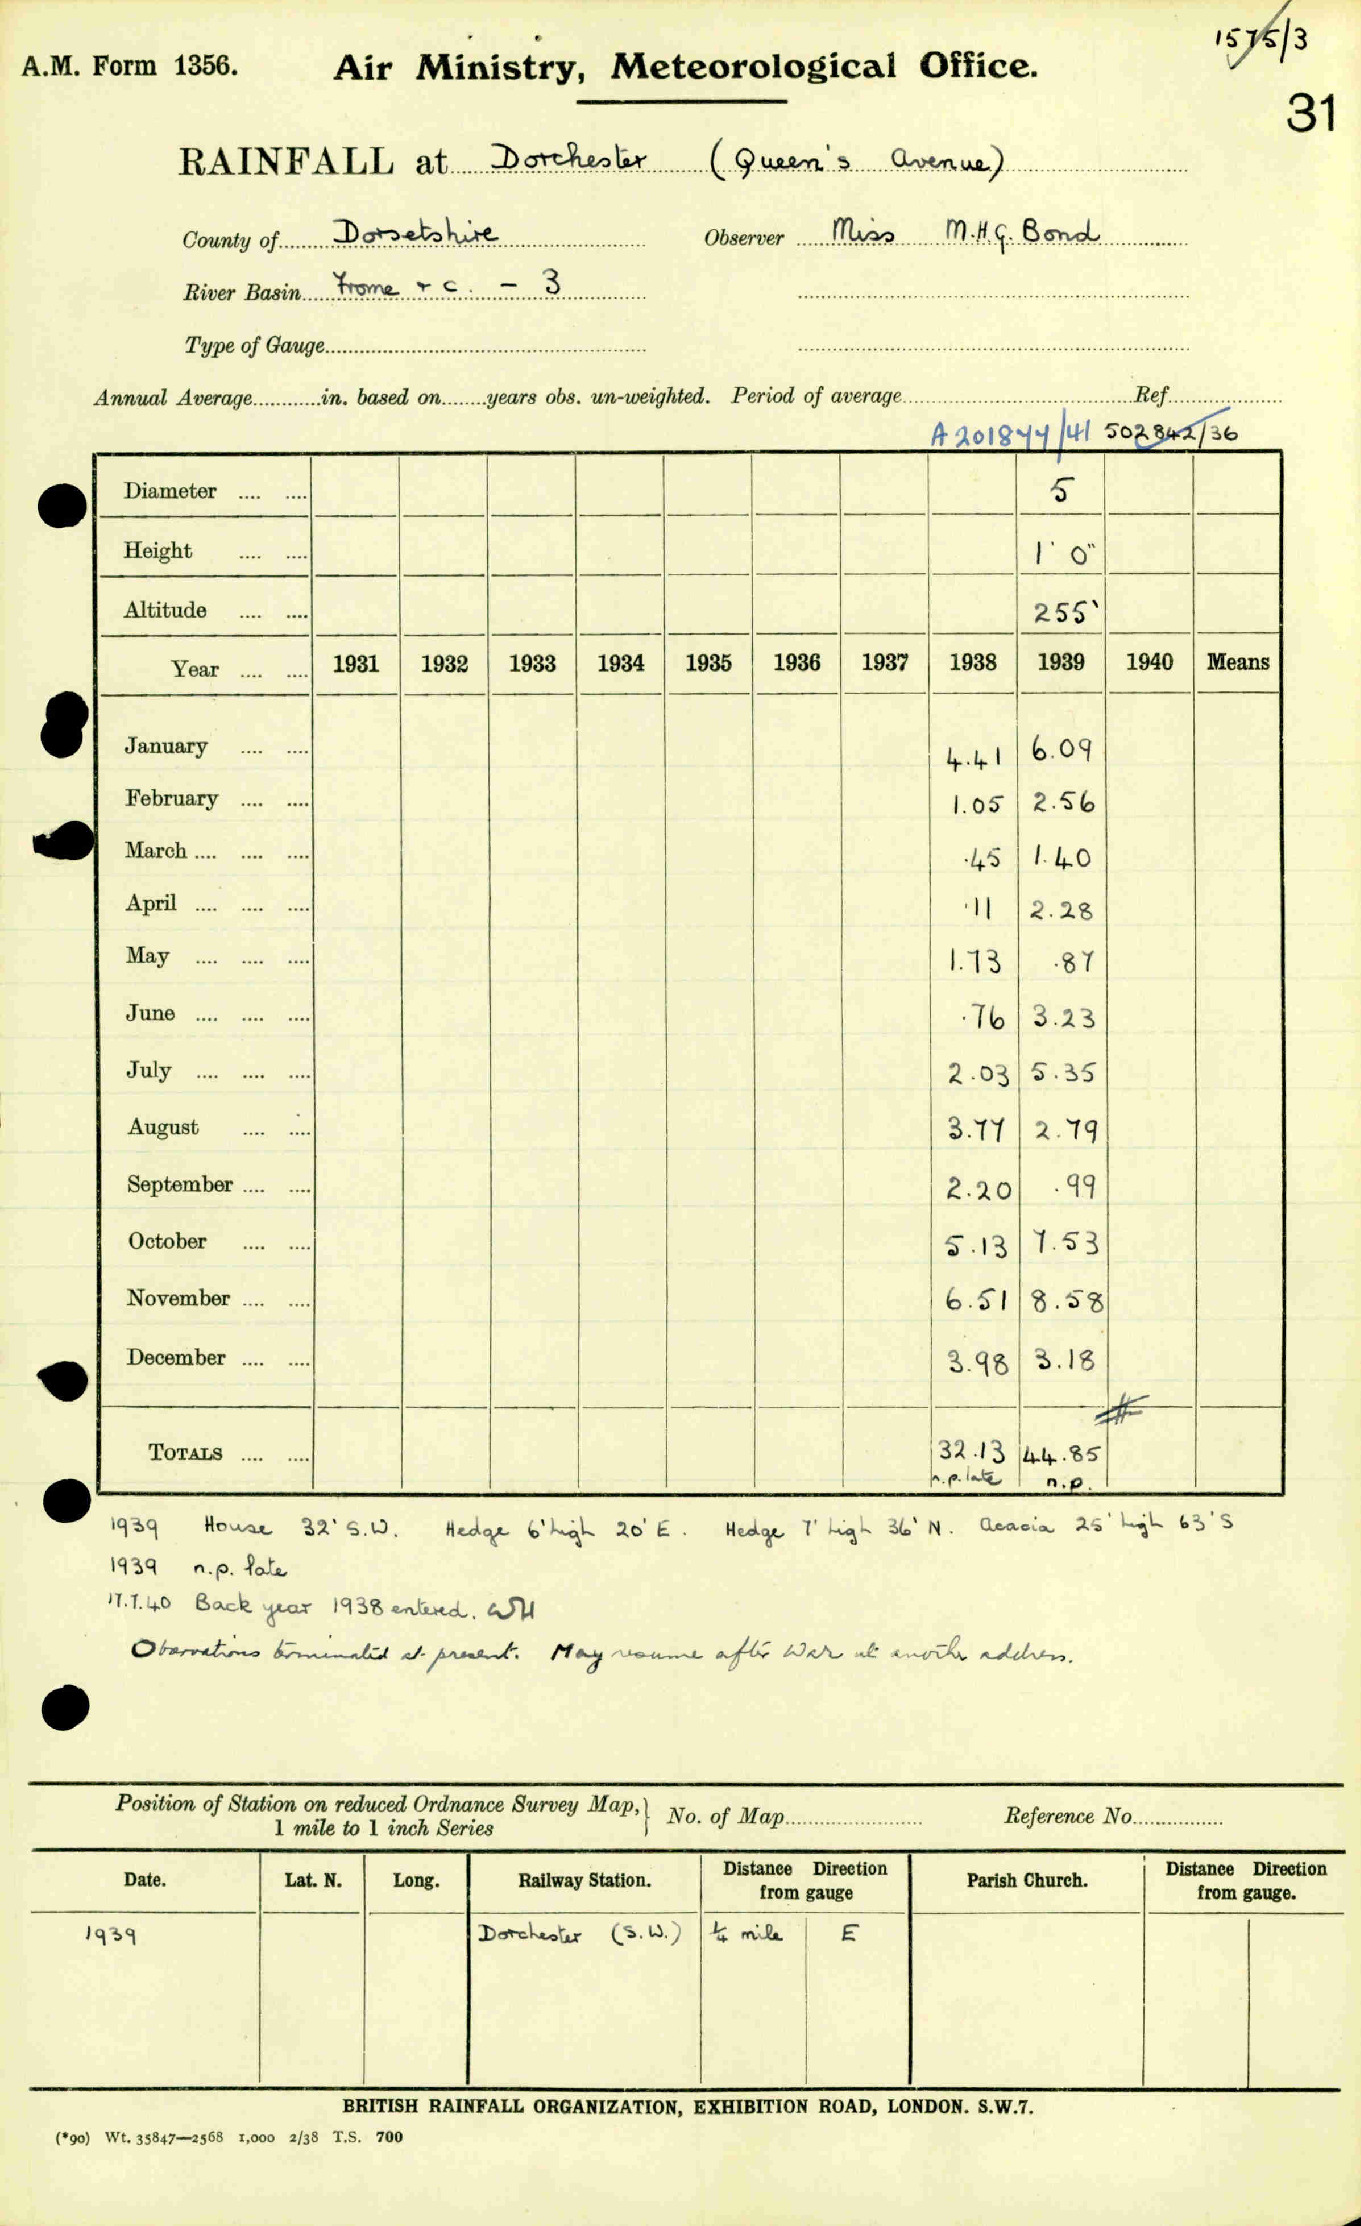 1575/3
A.M. Form 1356. Air Ministry, Meteorological Office.
31
RAINFALL at Dorchester (Queen's Avenue)
County of Dorsetshire Observer Miss M.H.G. Bond
River Basin Frome + c. - 3
Type of Gauge
Annual Average in. based on years obs. un-weighted. Period of average Ref
A201877/41 502842/36
Diameter 5
Height 1' 0"
Altitude 255'
Year 1931 1932 1933 1934 1935 1936 1937 1938 1939 1940 Means
January 4.41 6.09
February 1.05 2.56
March .45 1.40
April .11 2.28
May 1.73 .87
June .76 3.23
July 2.03 5.35
August 3.77 2.79
September 2.20 .99
October 5.13 7.53
November 6.51 8.58
December 3.98 3.18
TOTALS 32.13 44.85
n.p. late n.p.
1939 House 32' S.W. Hedge 6' high 20' E. Hedge 7' high 36' N. Acacia 25' high 63' S
1939 n.p. late
17.7.40 Back year 1938 entered. WH
Observations terminated at present. May resume after War at another address.
Position of Station on reduced Ordnance Survey Map, No. of Map Reference No.
1 mile to 1 inch Series
Date. Lat. N. Long. Railway Station. Distance Direction from gauge Parish Church. Distance Direction from gauge.
1939 Dorchester (S.W.) 1/4 mile E
BRITISH RAINFALL ORGANIZATION, EXHIBITION ROAD, LONDON. S.W.7.
(*90) Wt. 35847—2568 1,000 2/38 T.S. 700